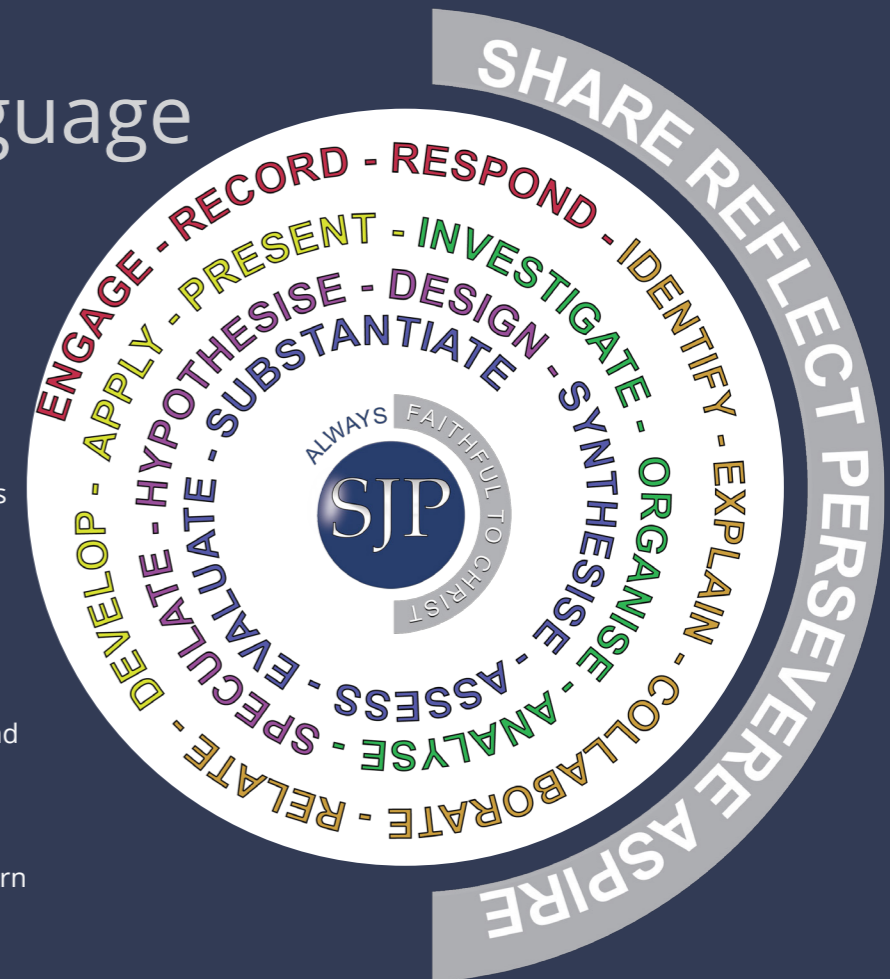 guage
s
d
rn
SHARE REFLECT PERSEVERE ASPIRE
ENGAGE - RECORD - RESPOND - IDENTIFY - EXPLAIN - COLLABORATE - RELATE - DEVELOP - APPLY - PRESENT - INVESTIGATE - ORGANISE - ANALYSE - SPECULATE - HYPOTHESISE - DESIGN - SYNTHESISE - ASSESS - EVALUATE - SUBSTANTIATE
ALWAYS FAITHFUL TO CHRIST
SJP